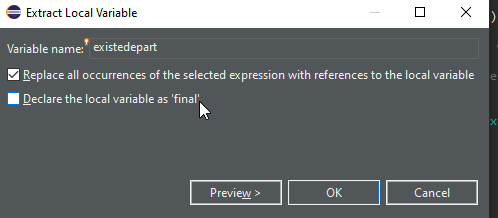 Extract Local Variable
Variable name: existedepart
Replace all occurrences of the selected expression with references to the local variable
Declare the local variable as 'final'
Preview > OK Cancel